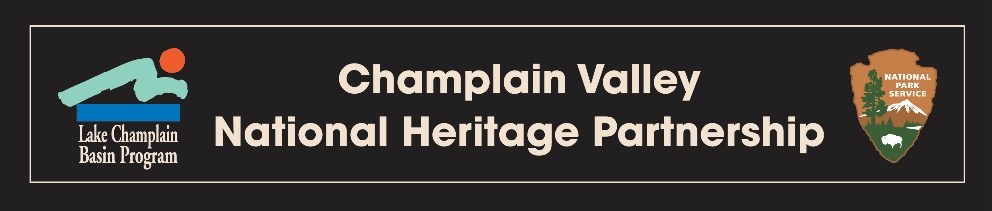 Champlain Valley
National Heritage Partnership
Lake Champlain
Basin Program
NATIONAL
PARK
SERVICE